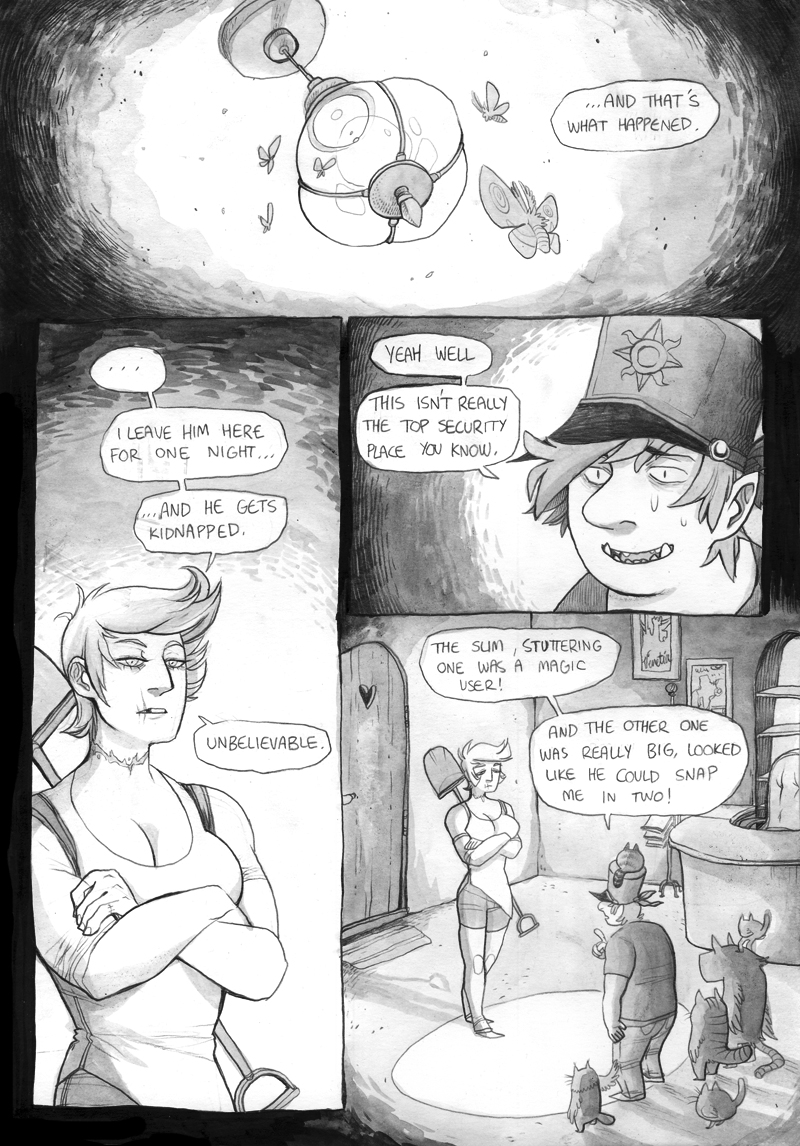 ...AND THAT'S
WHAT HAPPENED.
...
I LEAVE HIM HERE
FOR ONE NIGHT...
...AND HE GETS
KIDNAPPED.
UNBELIEVABLE.
YEAH WELL
THIS ISN'T REALLY
THE TOP SECURITY
PLACE YOU KNOW.
THE SLIM, STUTTERING
ONE WAS A MAGIC
USER!
AND THE OTHER ONE
WAS REALLY BIG, LOOKED
LIKE HE COULD SNAP
ME IN TWO!